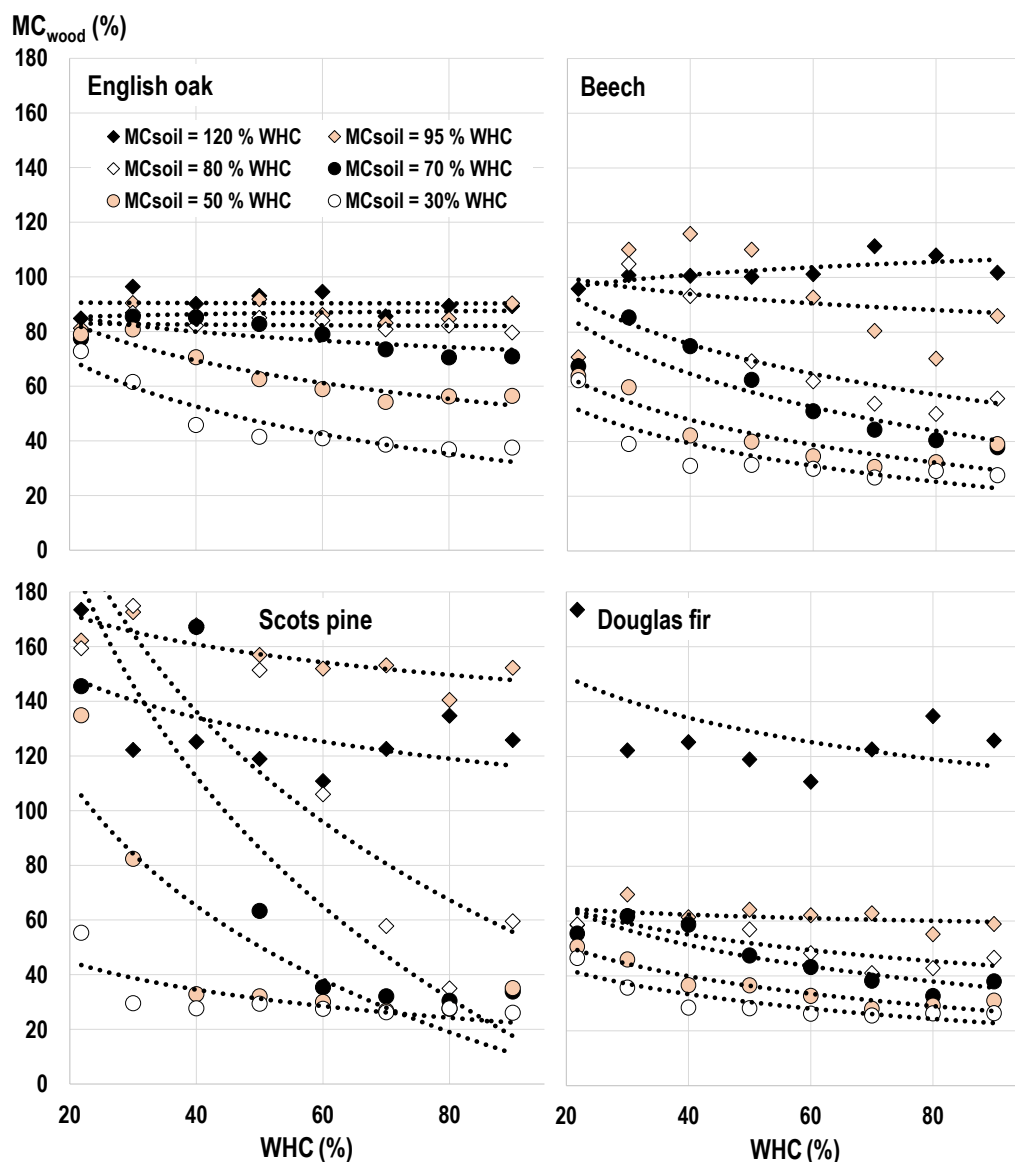 MCwood (%)
180
160
140
120
100
80
60
40
20
0
English oak
Beech
MCsoil = 120 % WHC
MCsoil = 95 % WHC
MCsoil = 80 % WHC
MCsoil = 70 % WHC
MCsoil = 50 % WHC
MCsoil = 30% WHC
180
160
140
120
100
80
60
40
20
0
Scots pine
Douglas fir
20 40 60 80
20 40 60 80
WHC (%)
WHC (%)